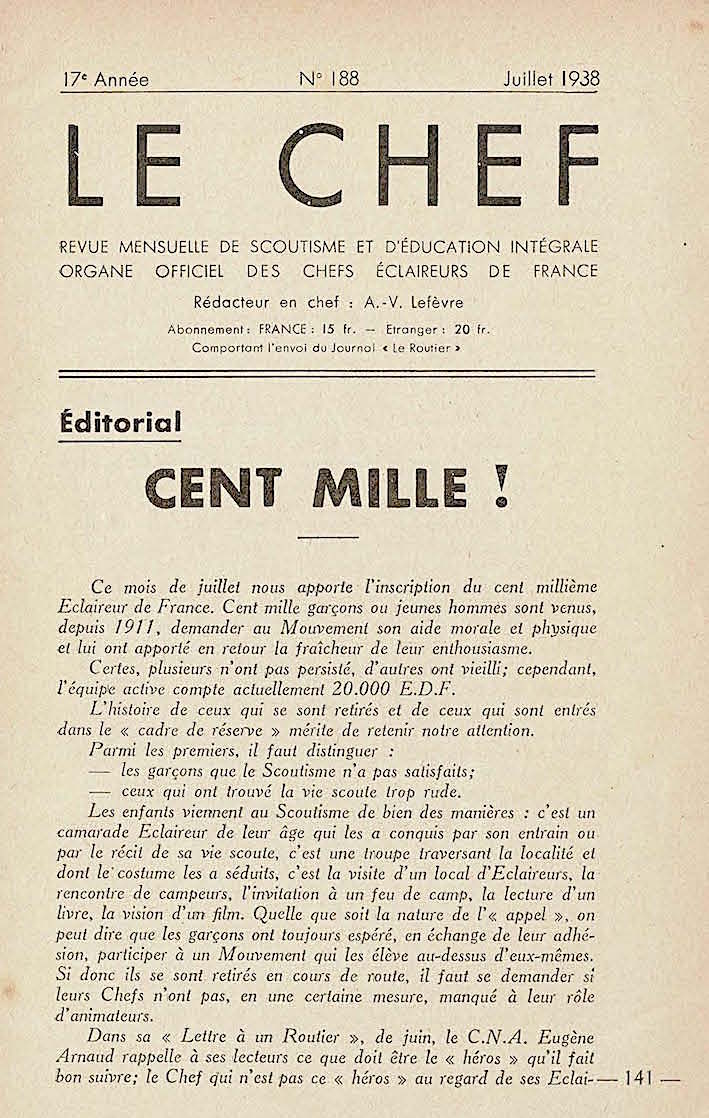 17e Année N° 188 Juillet 1938
LE CHEF
REVUE MENSUELLE DE SCOUTISME ET D'ÉDUCATION INTÉGRALE
ORGANE OFFICIEL DES CHEFS ÉCLAIREURS DE FRANCE
Rédacteur en chef : A.-V. Lefèvre
Abonnement : FRANCE : 15 fr. — Etranger : 20 fr.
Comportant l'envoi du Journal « Le Routier »
Éditorial
CENT MILLE !
Ce mois de juillet nous apporte l'inscription du cent millième
Eclaireur de France. Cent mille garçons ou jeunes hommes sont venus,
depuis 1911, demander au Mouvement son aide morale et physique
et lui ont apporté en retour la fraîcheur de leur enthousiasme.
Certes, plusieurs n'ont pas persisté, d'autres ont vieilli; cependant,
l'équipe active compte actuellement 20.000 E.D.F.
L'histoire de ceux qui se sont retirés et de ceux qui sont entrés
dans le « cadre de réserve » mérite de retenir notre attention.
Parmi les premiers, il faut distinguer :
— les garçons que le Scoutisme n'a pas satisfaits;
— ceux qui ont trouvé la vie scoute trop rude.
Les enfants viennent au Scoutisme de bien des manières : c'est un
camarade Eclaireur de leur âge qui les a conquis par son entrain ou
par le récit de sa vie scoute, c'est une troupe traversant la localité et
dont le costume les a séduits, c'est la visite d'un local d'Eclaireurs, la
rencontre de campeurs, l'invitation à un feu de camp, la lecture d'un
livre, la vision d'un film. Quelle que soit la nature de l'« appel », on
peut dire que les garçons ont toujours espéré, en échange de leur adhé-
sion, participer à un Mouvement qui les élève au-dessus d'eux-mêmes.
Si donc ils se sont retirés en cours de route, il faut se demander si
leurs Chefs n'ont pas, en une certaine mesure, manqué à leur rôle
d'animateurs.
Dans sa « Lettre à un Routier », de juin, le C.N.A. Eugène
Arnaud rappelle à ses lecteurs ce que doit être le « héros » qu'il fait
bon suivre; le Chef qui n'est pas ce « héros » au regard de ses Eclai-
— 141 —